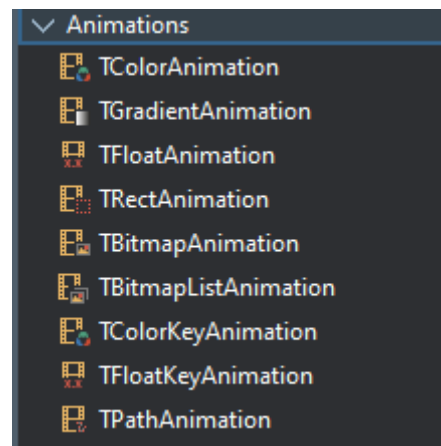 Animations
TColorAnimation
TGradientAnimation
TFloatAnimation
TRectAnimation
TBitmapAnimation
TBitmapListAnimation
TColorKeyAnimation
TFloatKeyAnimation
TPathAnimation